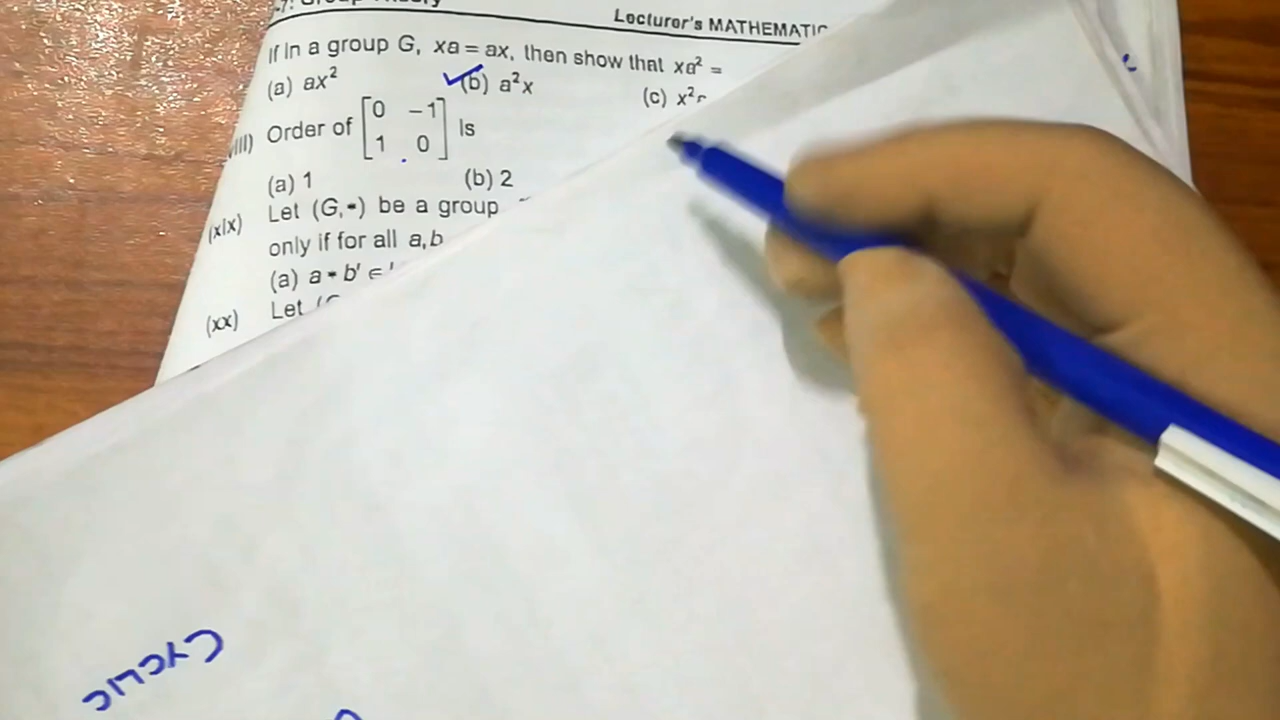 Lecturer's MATHEMATIC
If in a group G, xa = ax, then show that xa² =
(a) ax² (b) a²x (c) x²
Order of [0 -1; 1 0] is
(a) 1 (b) 2
(xix) Let (G,*) be a group
only if for all a,b
(a) a * b' ∈
(xx) Let
CYCLIC